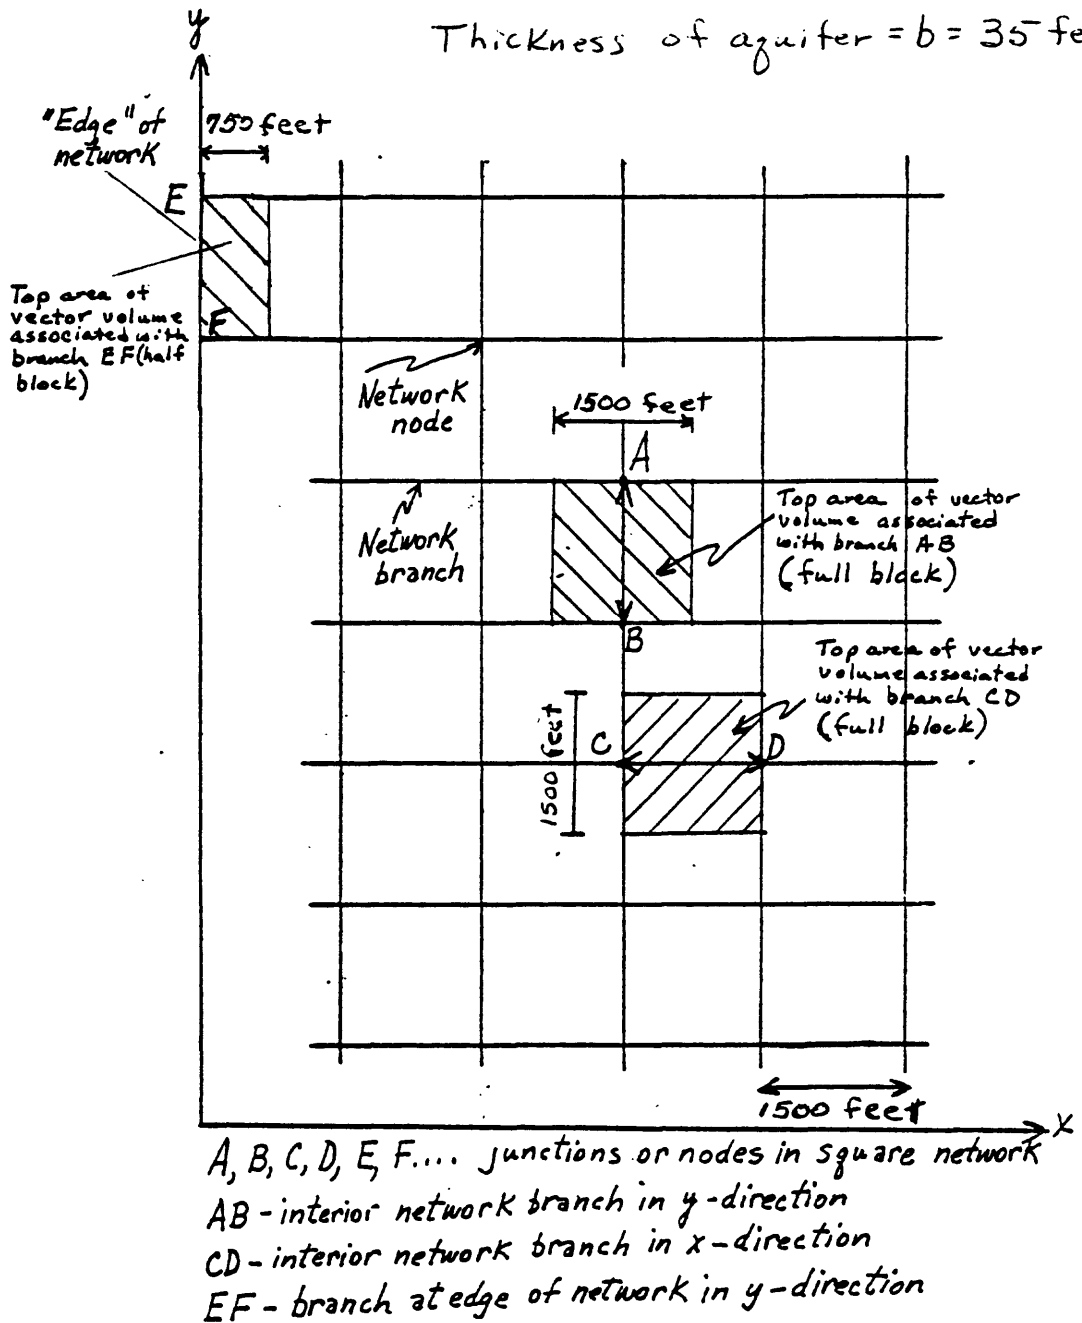 y
Thickness of aquifer = b = 35 fe
"Edge" of
network
750 feet
E
Top area of
vector volume
associated with
branch EF (half
block)
F
Network
node
1500 feet
A
Network
branch
Top area of vector
volume associated
with branch AB
(full block)
B
Top area of vector
volume associated
with branch CD
(full block)
C
D
1500 feet
1500 feet
x
A, B, C, D, E, F.... junctions or nodes in square network
AB - interior network branch in y-direction
CD - interior network branch in x-direction
EF - branch at edge of network in y-direction